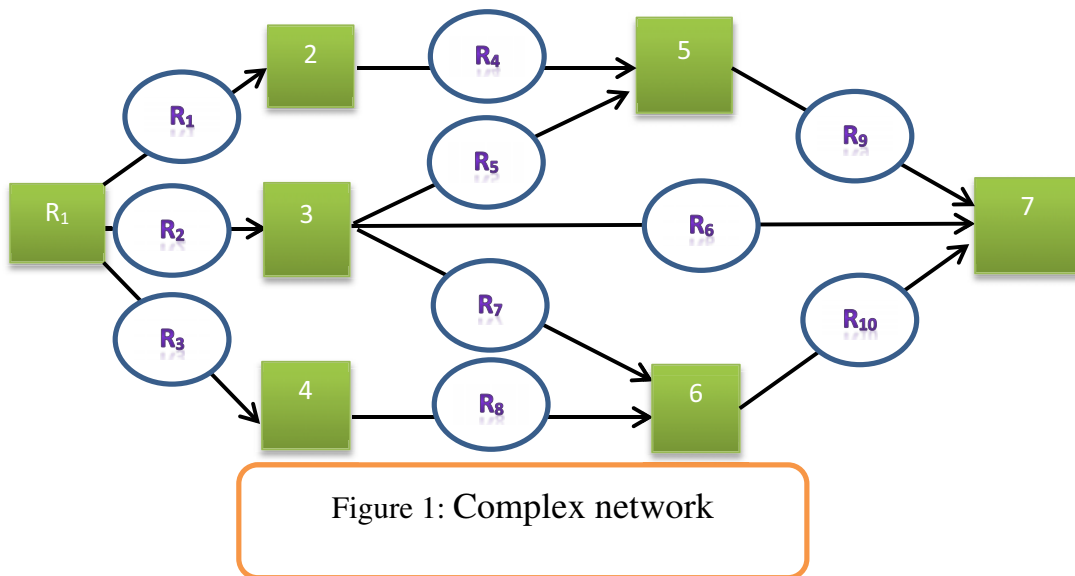 2
R₄
5
R₁
R₅
R₉
R₁
R₂
3
R₆
7
R₃
R₇
R₁₀
4
R₈
6
Figure 1: Complex network